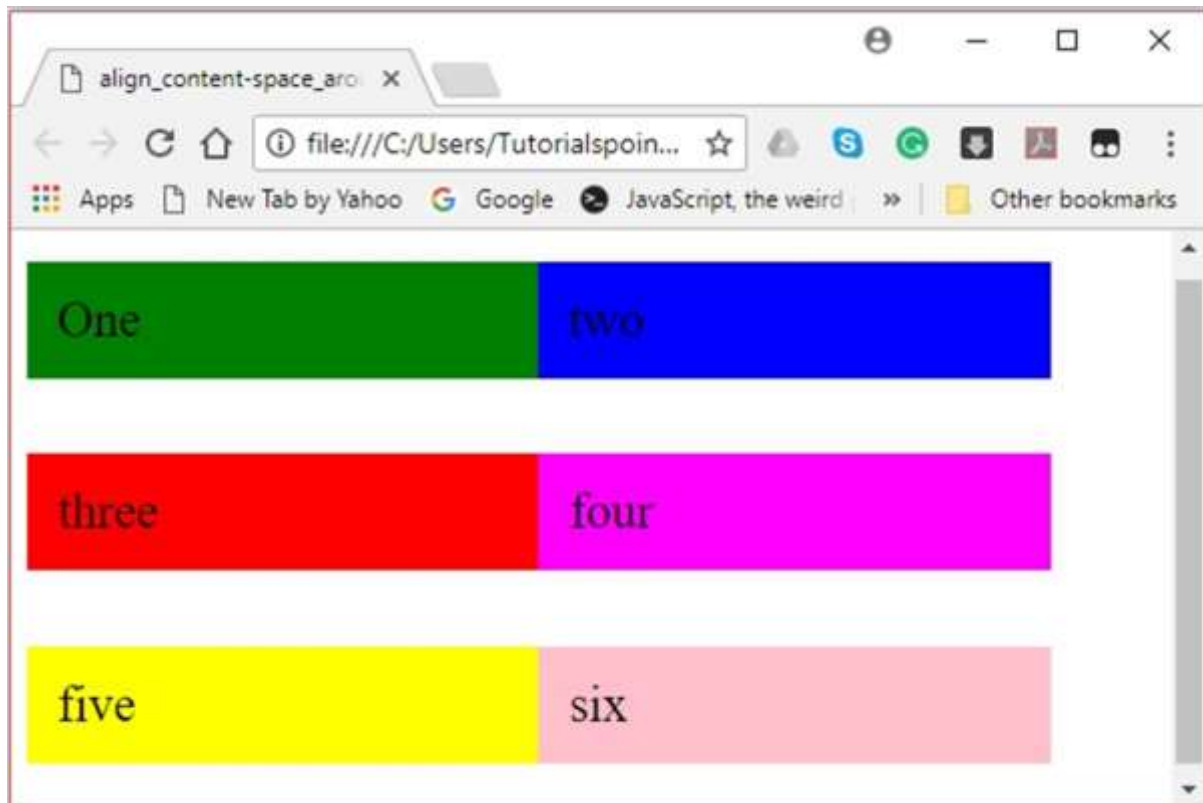 align_content-space_aro
file:///C:/Users/Tutorialspoin...
Apps New Tab by Yahoo Google JavaScript, the weird » Other bookmarks
One two
three four
five six